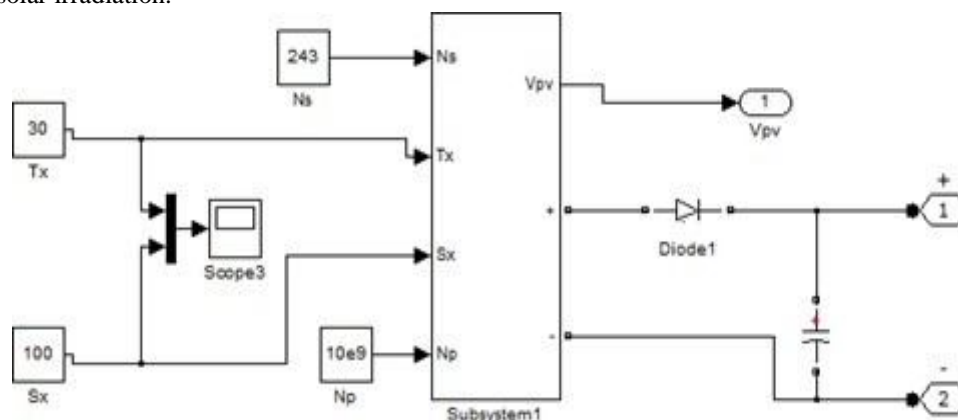 solar irradiation.
243
Ns
Ns
Vpv
1
Vpv
30
Tx
Tx
+
+
1
Diode1
Scope3
Sx
100
Sx
10e9
Np
Np
-
-
2
Subsystem1